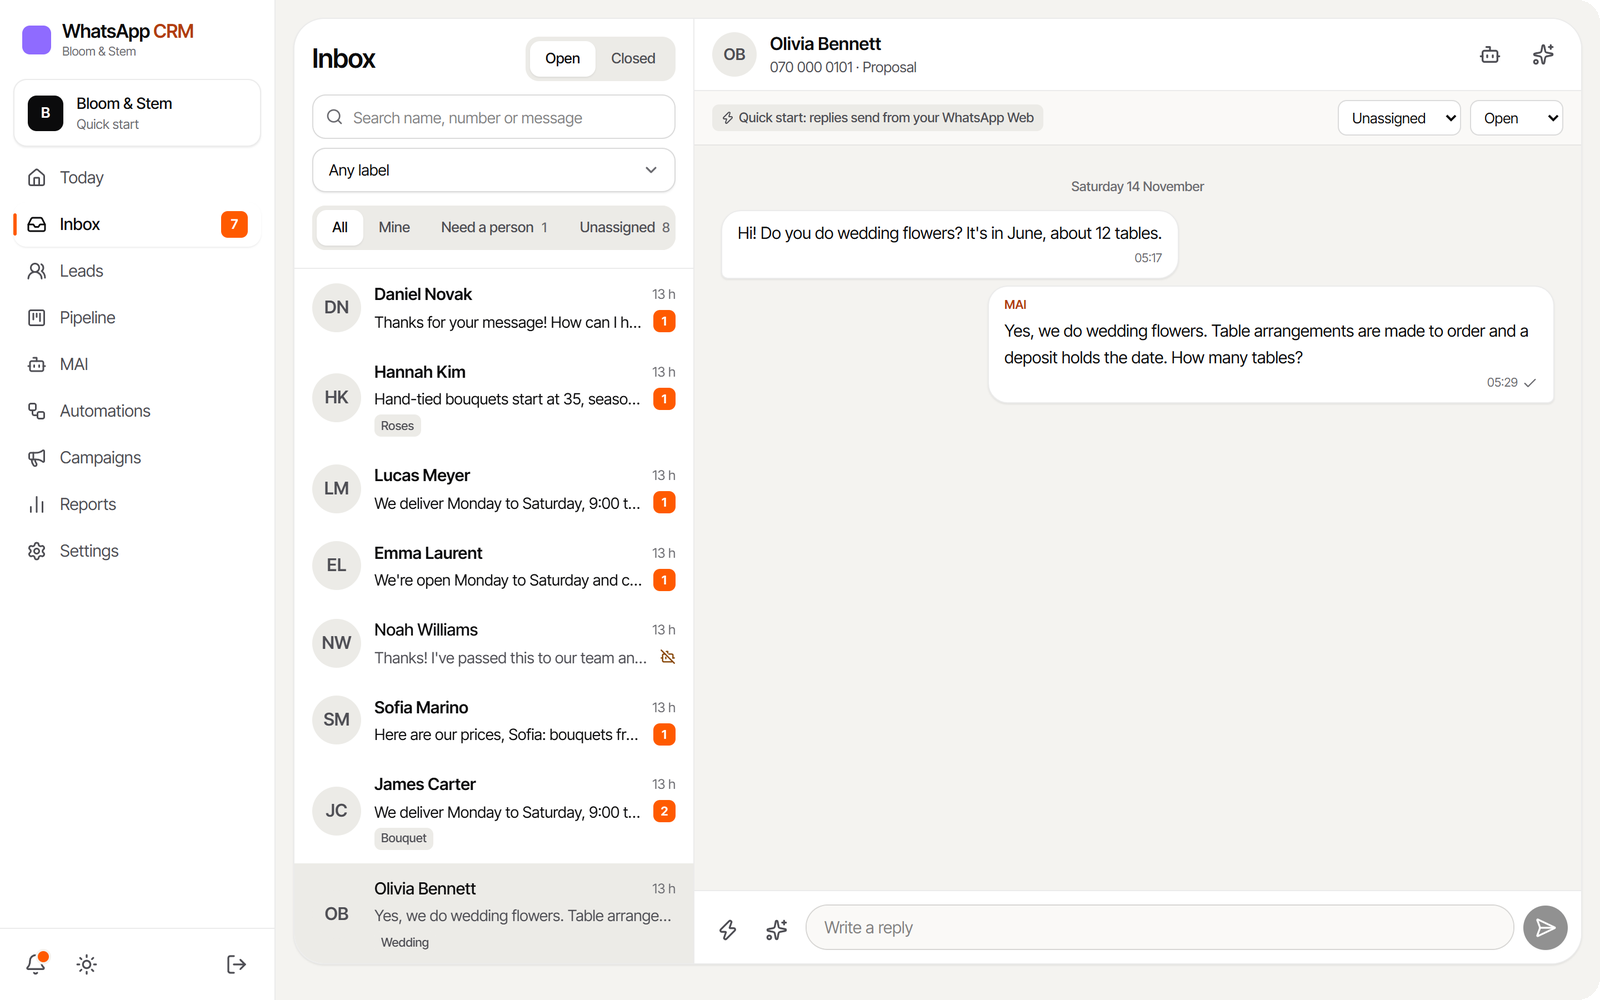 WhatsApp CRM
Bloom & Stem
B
Bloom & Stem
Quick start
Today
Inbox
7
Leads
Pipeline
MAI
Automations
Campaigns
Reports
Settings
Inbox
Open
Closed
Search name, number or message
Any label
All
Mine
Need a person 1
Unassigned 8
DN
Daniel Novak
13 h
Thanks for your message! How can I h...
1
HK
Hannah Kim
13 h
Hand-tied bouquets start at 35, seaso...
1
Roses
LM
Lucas Meyer
13 h
We deliver Monday to Saturday, 9:00 t...
1
EL
Emma Laurent
13 h
We're open Monday to Saturday and c...
1
NW
Noah Williams
13 h
Thanks! I've passed this to our team an...
SM
Sofia Marino
13 h
Here are our prices, Sofia: bouquets fr...
1
JC
James Carter
13 h
We deliver Monday to Saturday, 9:00 t...
2
Bouquet
OB
Olivia Bennett
13 h
Yes, we do wedding flowers. Table arrange...
Wedding
OB
Olivia Bennett
070 000 0101 · Proposal
Quick start: replies send from your WhatsApp Web
Unassigned
Open
Saturday 14 November
Hi! Do you do wedding flowers? It's in June, about 12 tables.
05:17
MAI
Yes, we do wedding flowers. Table arrangements are made to order and a
deposit holds the date. How many tables?
05:29
Write a reply